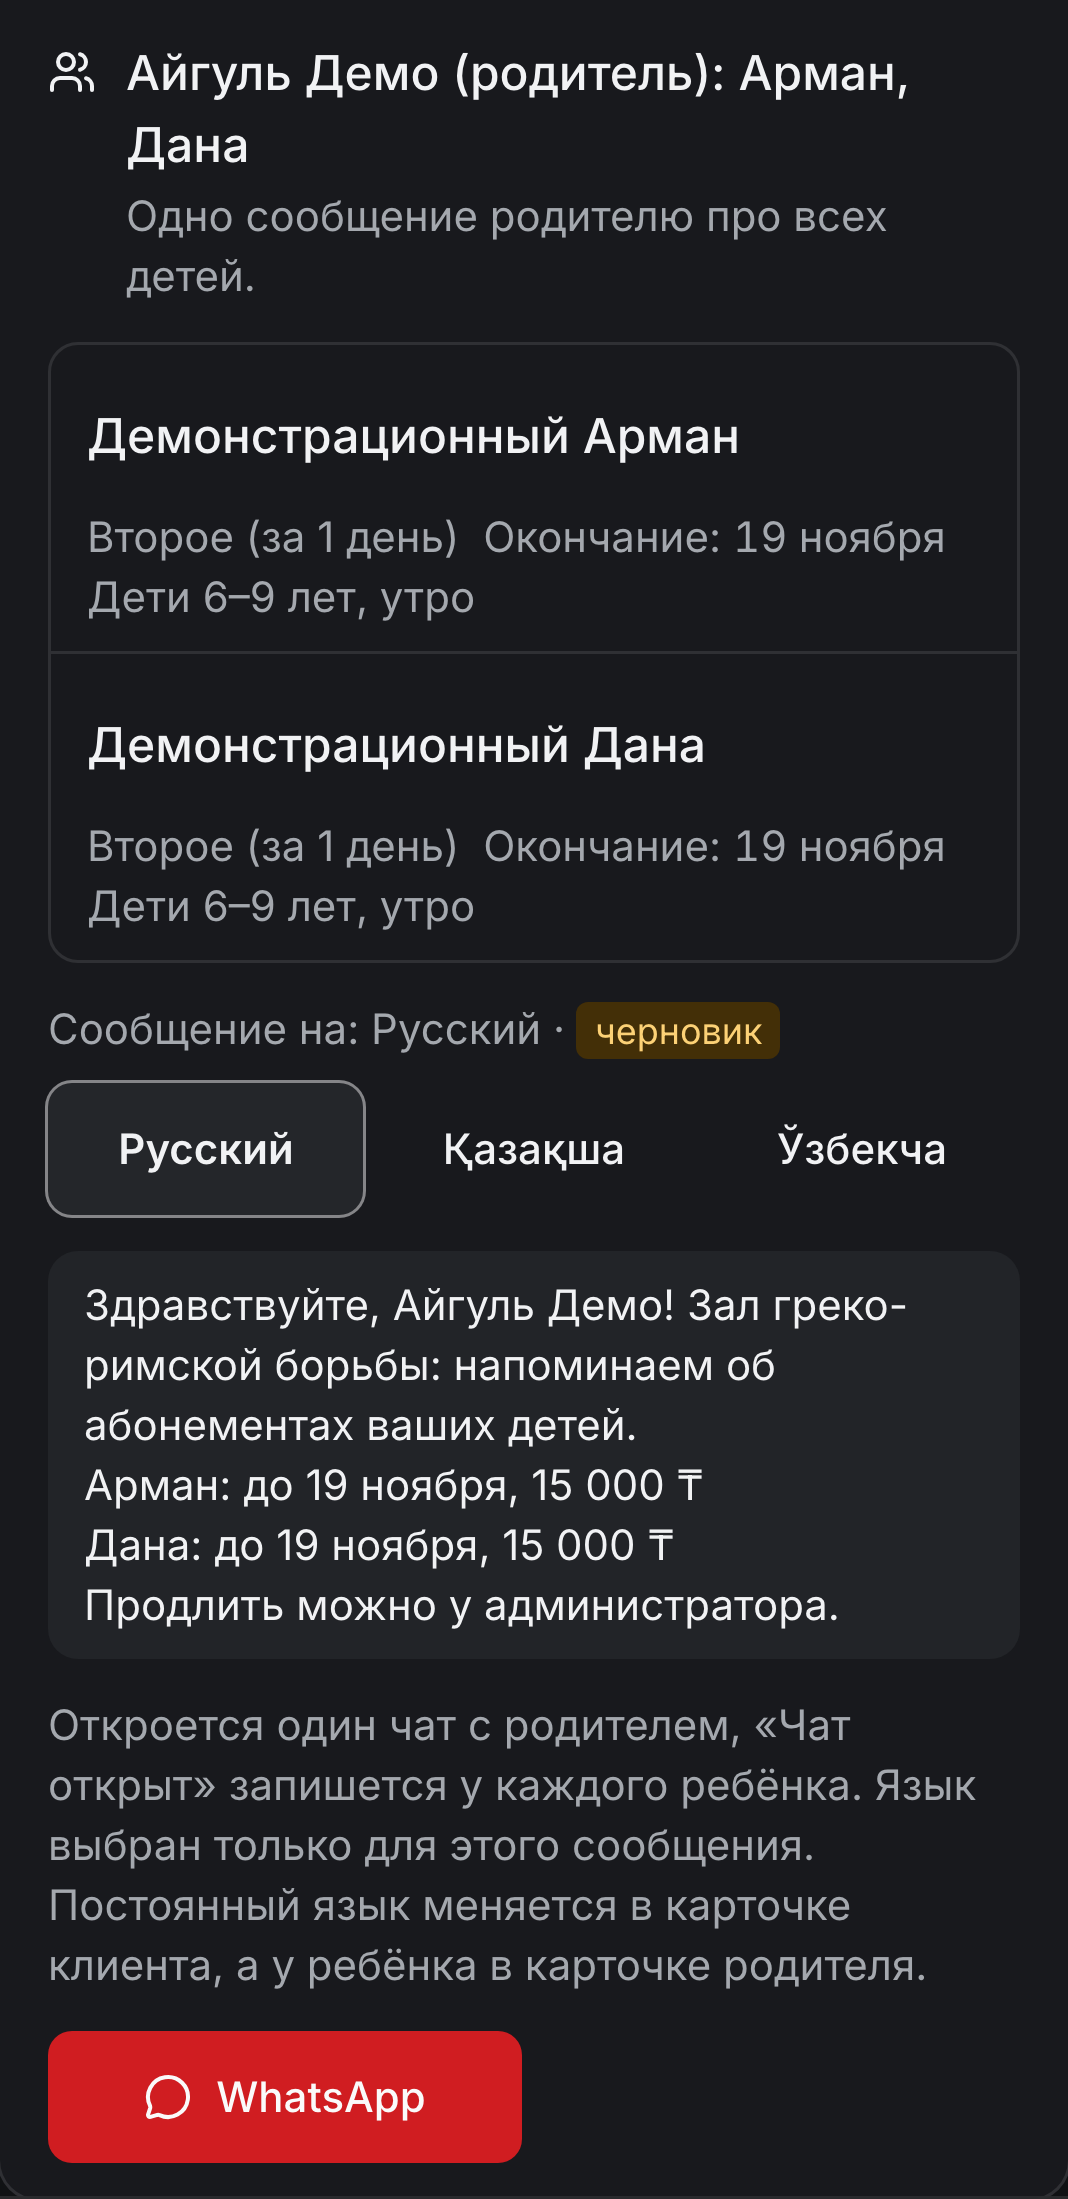 Айгуль Демо (родитель): Арман,
Дана
Одно сообщение родителю про всех
детей.
Демонстрационный Арман
Второе (за 1 день) Окончание: 19 ноября
Дети 6–9 лет, утро
Демонстрационный Дана
Второе (за 1 день) Окончание: 19 ноября
Дети 6–9 лет, утро
Сообщение на: Русский · черновик
Русский Қазақша Ўзбекча
Здравствуйте, Айгуль Демо! Зал греко-
римской борьбы: напоминаем об
абонементах ваших детей.
Арман: до 19 ноября, 15 000 ₸
Дана: до 19 ноября, 15 000 ₸
Продлить можно у администратора.
Откроется один чат с родителем, «Чат
открыт» запишется у каждого ребёнка. Язык
выбран только для этого сообщения.
Постоянный язык меняется в карточке
клиента, а у ребёнка в карточке родителя.
WhatsApp